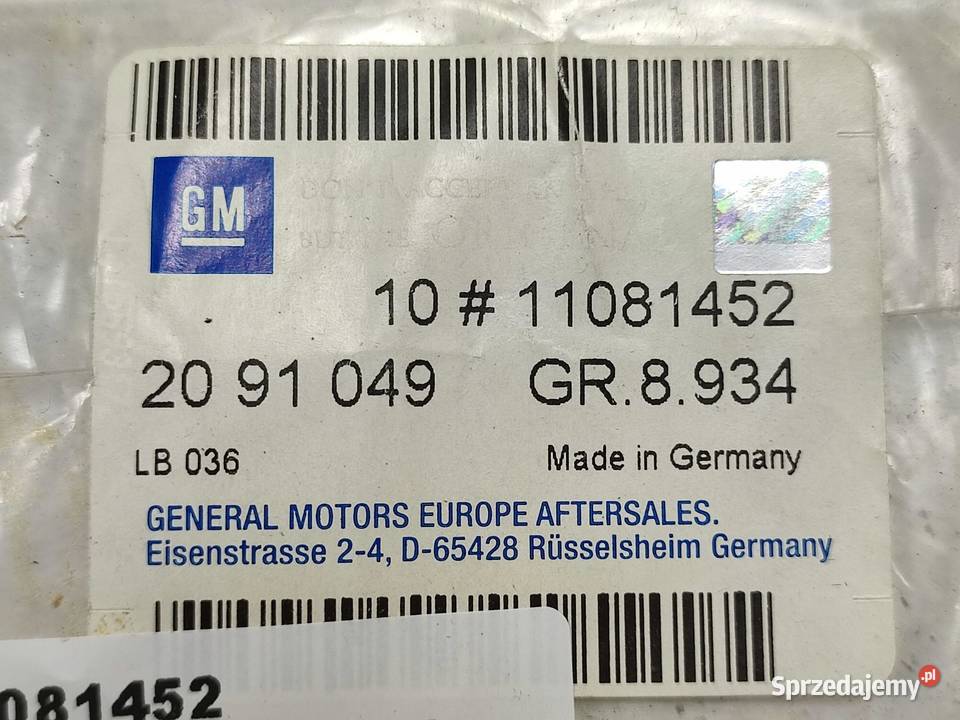 GM
10 # 11081452
20 91 049 GR.8.934
LB 036 Made in Germany
GENERAL MOTORS EUROPE AFTERSALES.
Eisenstrasse 2-4, D-65428 Rüsselsheim Germany
081452
Sprzedajemy.pl